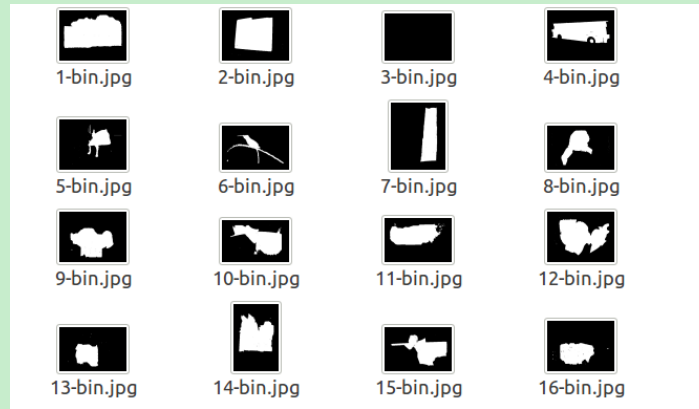 1-bin.jpg 2-bin.jpg 3-bin.jpg 4-bin.jpg
5-bin.jpg 6-bin.jpg 7-bin.jpg 8-bin.jpg
9-bin.jpg 10-bin.jpg 11-bin.jpg 12-bin.jpg
13-bin.jpg 14-bin.jpg 15-bin.jpg 16-bin.jpg